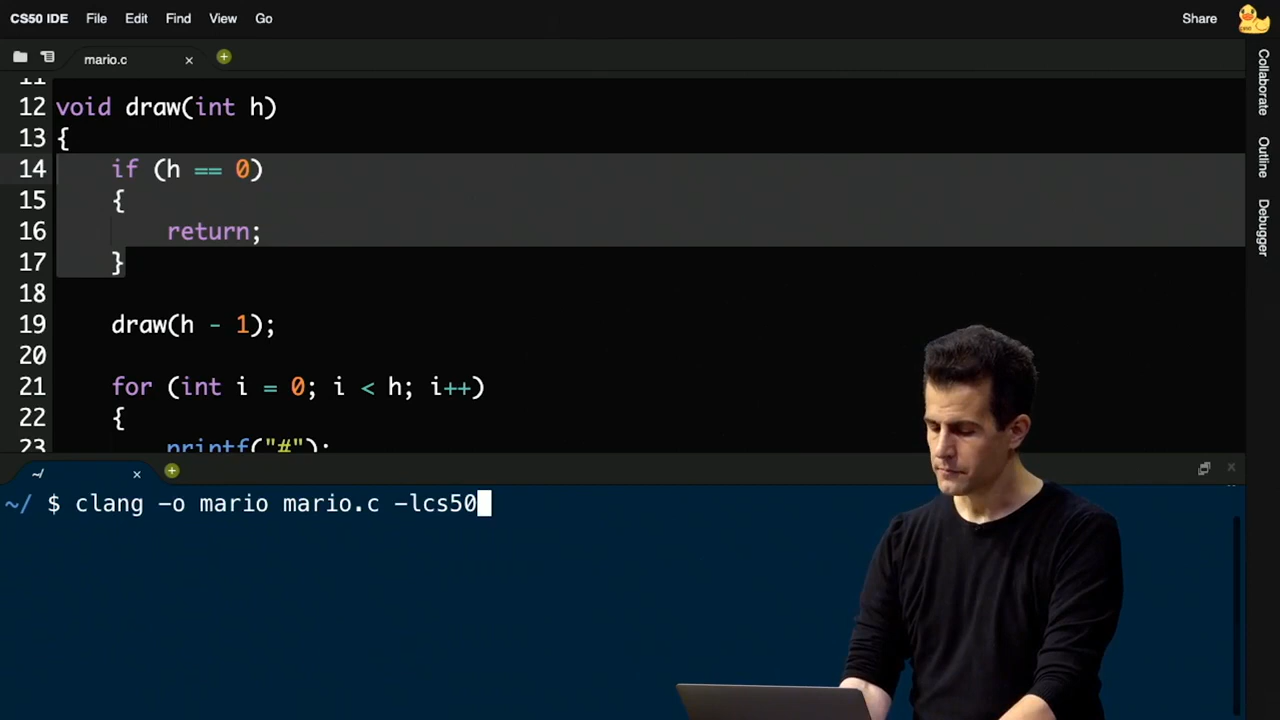 CS50 IDE File Edit Find View Go Share
mario.c
11
12 void draw(int h)
13 {
14 if (h == 0)
15 {
16 return;
17 }
18
19 draw(h - 1);
20
21 for (int i = 0; i < h; i++)
22 {
23 printf("#");
~/
~/ $ clang -o mario mario.c -lcs50
Collaborate
Outline
Debugger